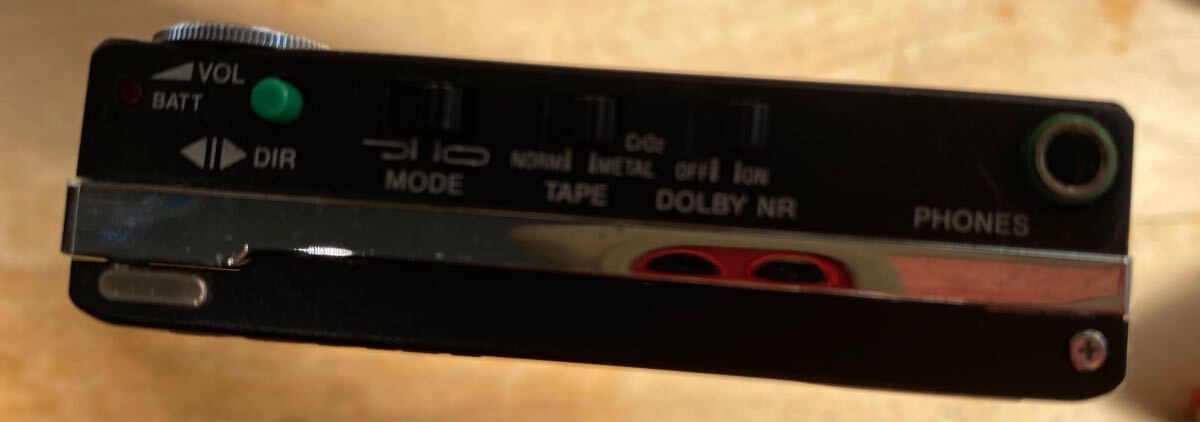 VOL
BATT
DIR
MODE
NORM METAL CrO2
TAPE
OFF ON
DOLBY NR
PHONES